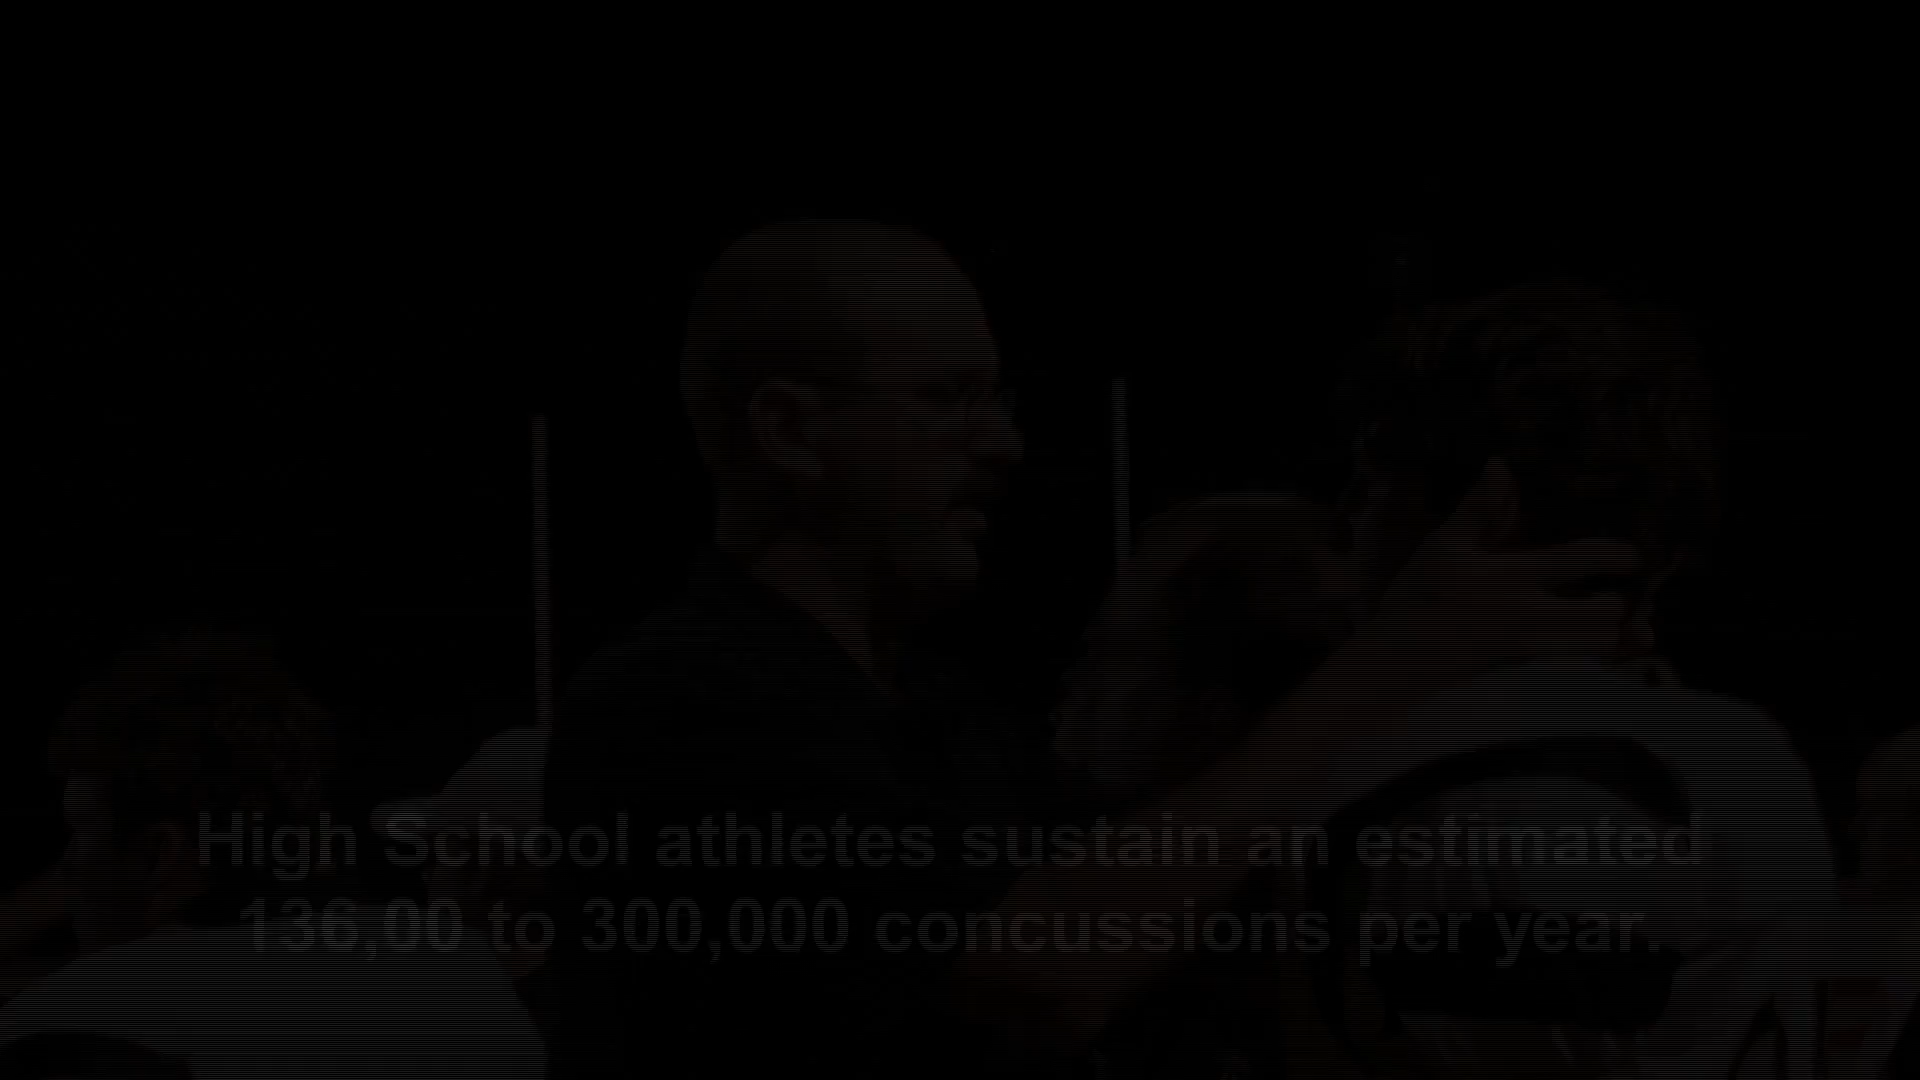 High School athletes sustain an estimated
136,00 to 300,000 concussions per year.